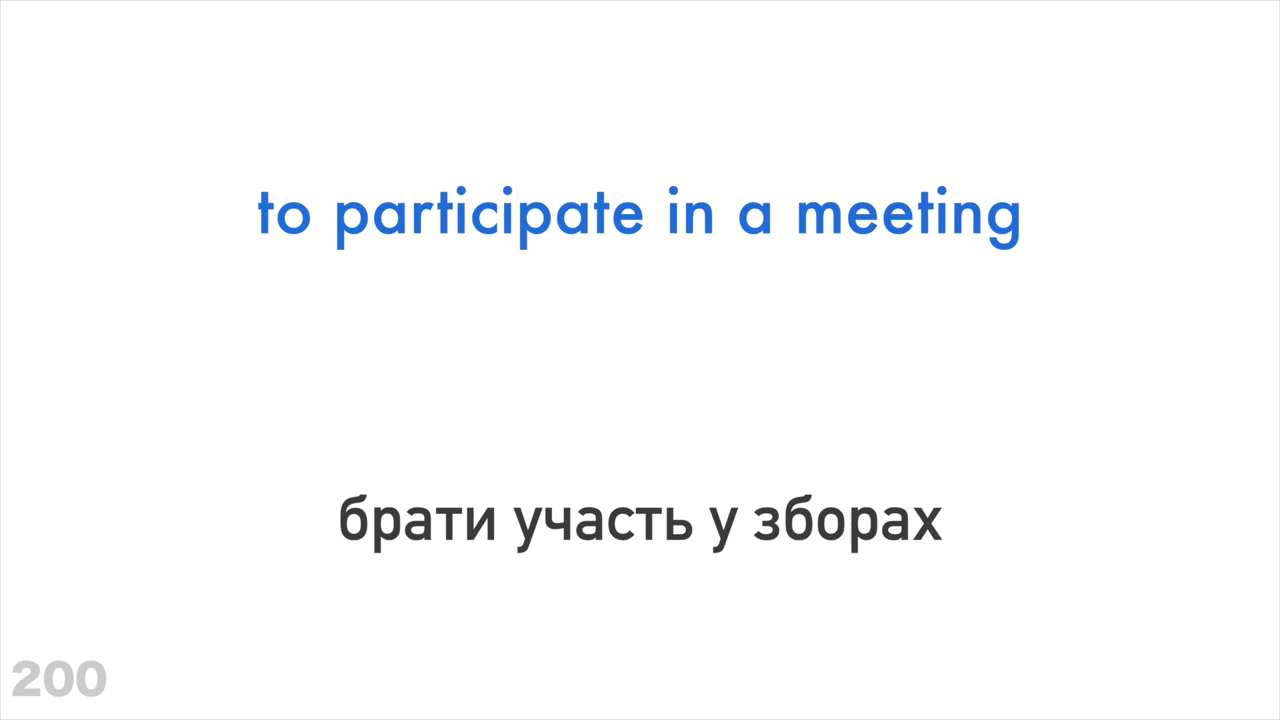 to participate in a meeting
брати участь у зборах
200